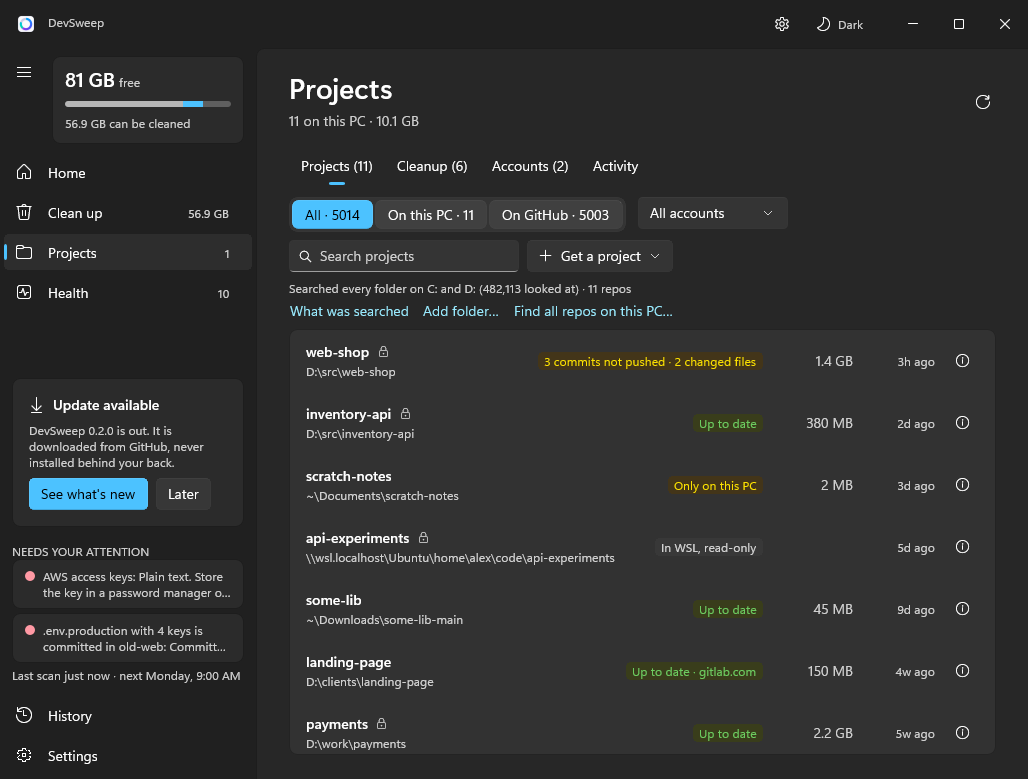 DevSweep
Dark
81 GB free
56.9 GB can be cleaned
Home
Clean up 56.9 GB
Projects 1
Health 10
Update available
DevSweep 0.2.0 is out. It is
downloaded from GitHub, never
installed behind your back.
See what's new Later
NEEDS YOUR ATTENTION
AWS access keys: Plain text. Store
the key in a password manager o...
.env.production with 4 keys is
committed in old-web: Committ...
Last scan just now · next Monday, 9:00 AM
History
Settings
Projects
11 on this PC · 10.1 GB
Projects (11) Cleanup (6) Accounts (2) Activity
All · 5014 On this PC · 11 On GitHub · 5003 All accounts
Search projects Get a project
Searched every folder on C: and D: (482,113 looked at) · 11 repos
What was searched Add folder... Find all repos on this PC...
web-shop 3 commits not pushed · 2 changed files 1.4 GB 3h ago
D:\src\web-shop
inventory-api Up to date 380 MB 2d ago
D:\src\inventory-api
scratch-notes Only on this PC 2 MB 3d ago
~\Documents\scratch-notes
api-experiments In WSL, read-only 5d ago
\\wsl.localhost\Ubuntu\home\alex\code\api-experiments
some-lib Up to date 45 MB 9d ago
~\Downloads\some-lib-main
landing-page Up to date · gitlab.com 150 MB 4w ago
D:\clients\landing-page
payments Up to date 2.2 GB 5w ago
D:\work\payments